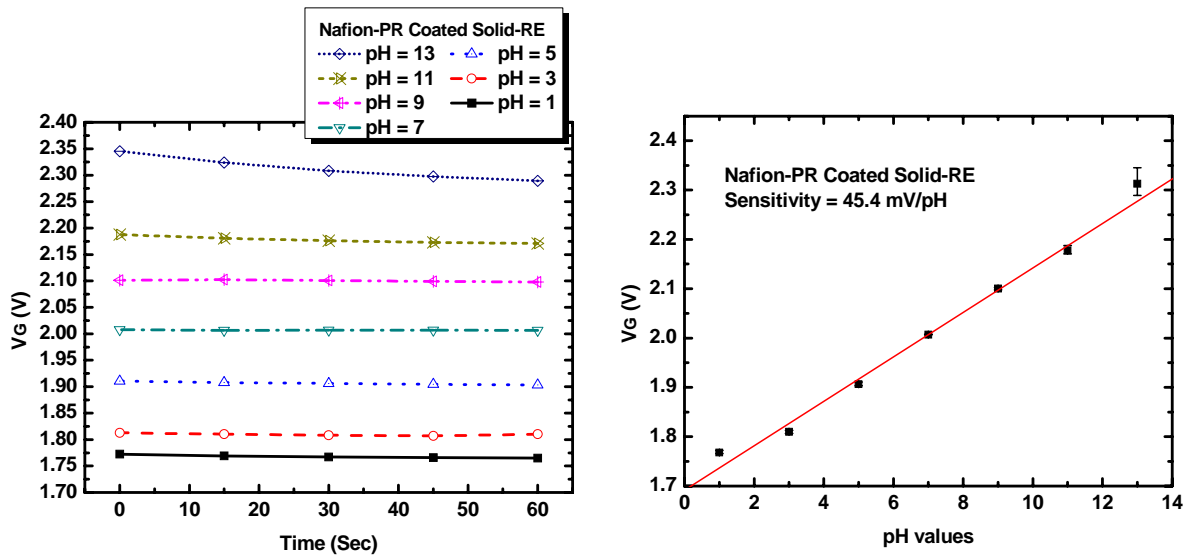 Nafion-PR Coated Solid-RE
pH = 13
pH = 5
pH = 11
pH = 3
pH = 9
pH = 1
pH = 7
2.40
2.35
2.30
2.25
2.20
2.15
2.10
2.05
2.00
1.95
1.90
1.85
1.80
1.75
1.70
VG (V)
0 15 30 45 60
Time (Sec)
Nafion-PR Coated Solid-RE
Sensitivity = 45.4 mV/pH
2.4
2.3
2.2
2.1
2.0
1.9
1.8
1.7
VG (V)
0 2 4 6 8 10 12 14
pH values